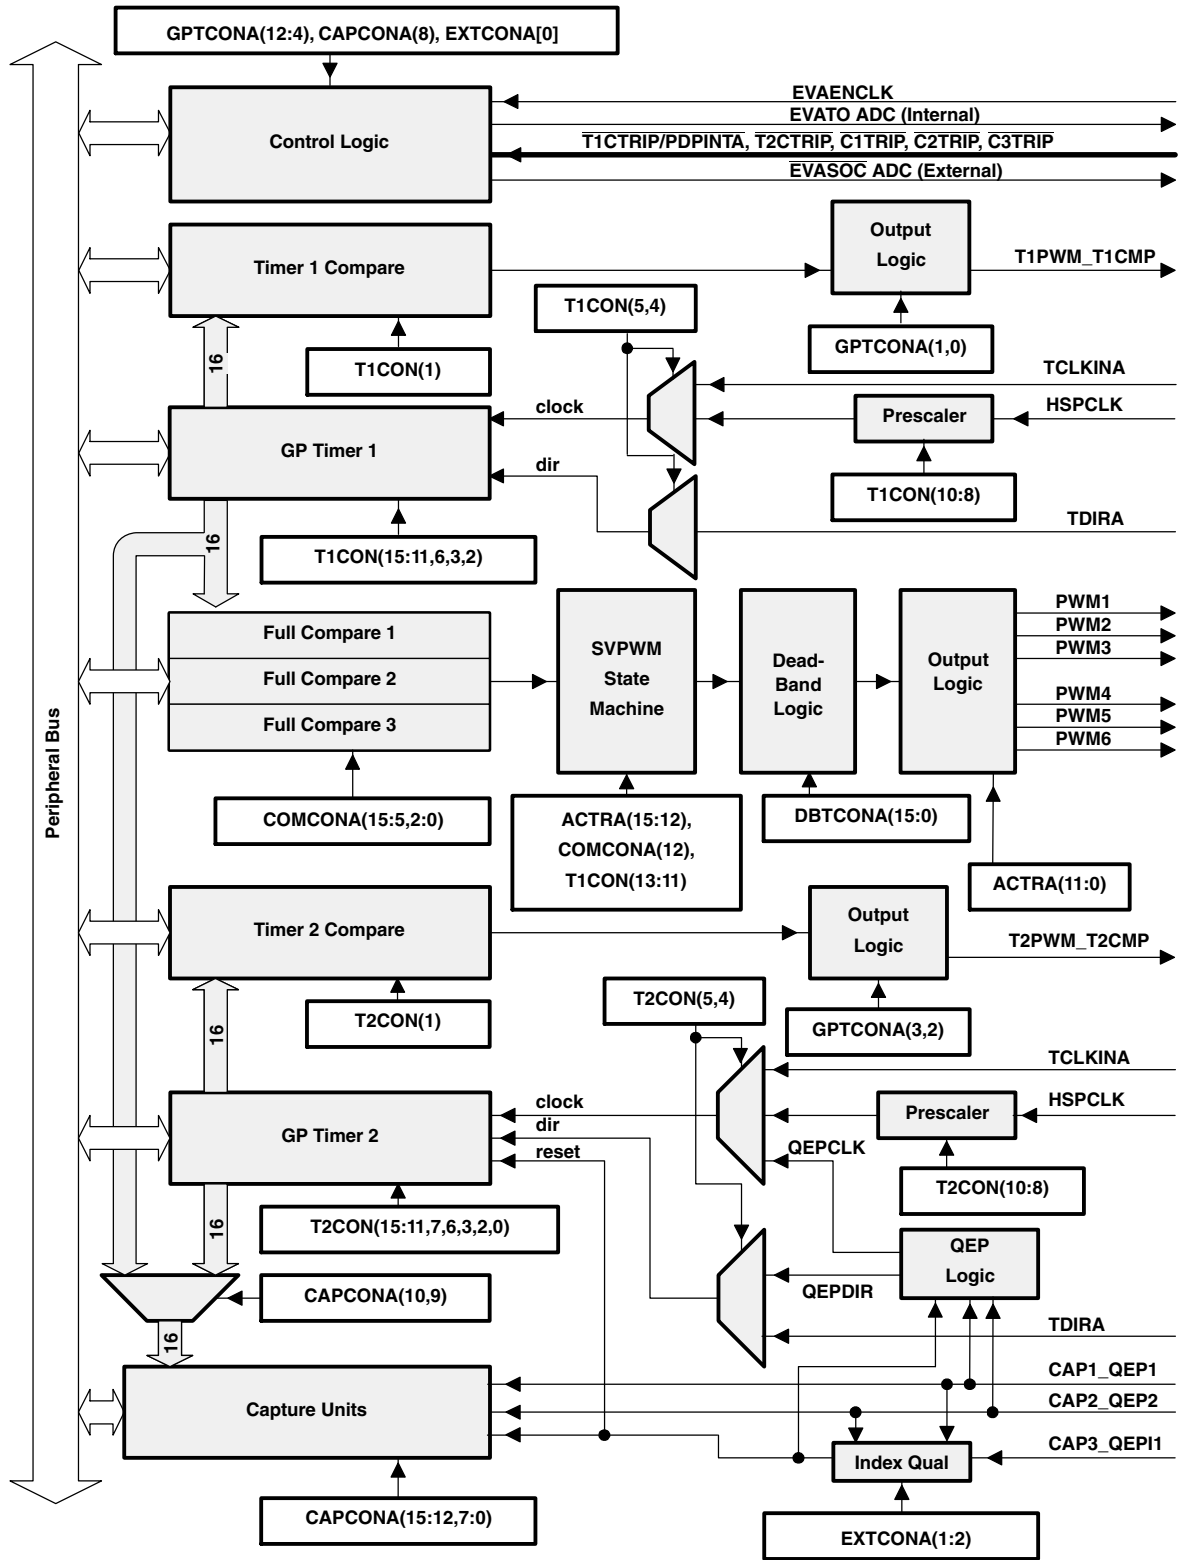 GPTCONA(12:4), CAPCONA(8), EXTCONA[0]
Control Logic
EVAENCLK
EVATO ADC (Internal)
T1CTRIP/PDPINTA, T2CTRIP, C1TRIP, C2TRIP, C3TRIP
EVASOC ADC (External)
Timer 1 Compare
Output
Logic
T1PWM_T1CMP
T1CON(5,4)
GPTCONA(1,0)
16
T1CON(1)
TCLKINA
clock
Prescaler
HSPCLK
GP Timer 1
dir
T1CON(10:8)
TDIRA
16
T1CON(15:11,6,3,2)
Full Compare 1
Full Compare 2
Full Compare 3
SVPWM
State
Machine
Dead-
Band
Logic
Output
Logic
PWM1
PWM2
PWM3
PWM4
PWM5
PWM6
Peripheral Bus
COMCONA(15:5,2:0)
ACTRA(15:12),
COMCONA(12),
T1CON(13:11)
DBTCONA(15:0)
ACTRA(11:0)
Timer 2 Compare
Output
Logic
T2PWM_T2CMP
T2CON(5,4)
GPTCONA(3,2)
16
T2CON(1)
TCLKINA
clock
Prescaler
HSPCLK
GP Timer 2
dir
reset
QEPCLK
T2CON(10:8)
16
T2CON(15:11,7,6,3,2,0)
QEP
Logic
QEPDIR
CAPCONA(10,9)
TDIRA
16
Capture Units
CAP1_QEP1
CAP2_QEP2
CAP3_QEPI1
Index Qual
CAPCONA(15:12,7:0)
EXTCONA(1:2)